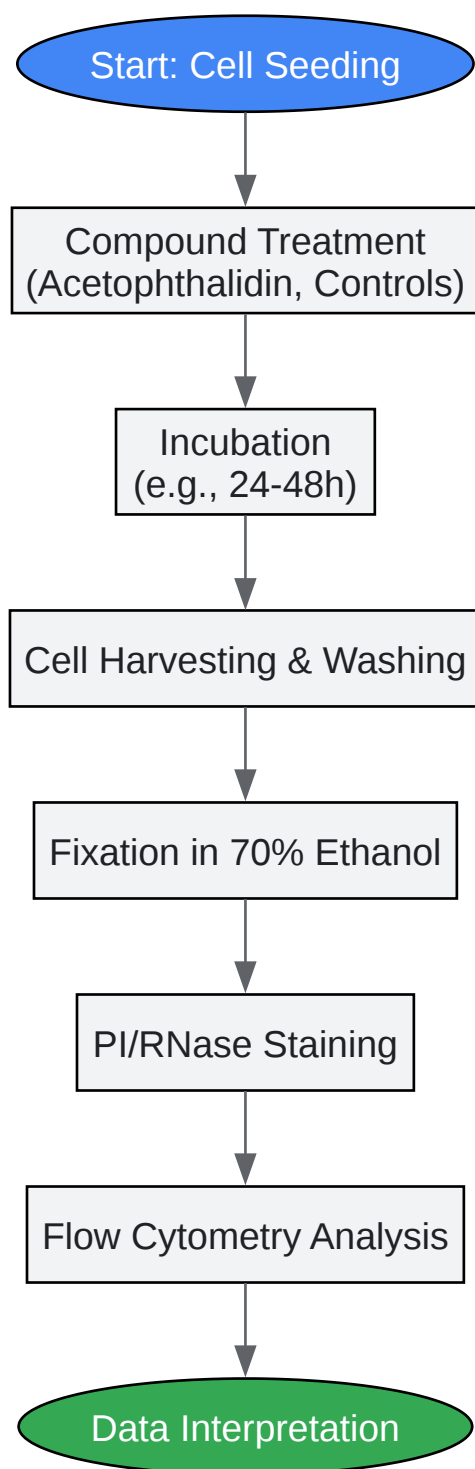 Start: Cell Seeding
Compound Treatment
(Acetophthalidin, Controls)
Incubation
(e.g., 24-48h)
Cell Harvesting & Washing
Fixation in 70% Ethanol
PI/RNase Staining
Flow Cytometry Analysis
Data Interpretation